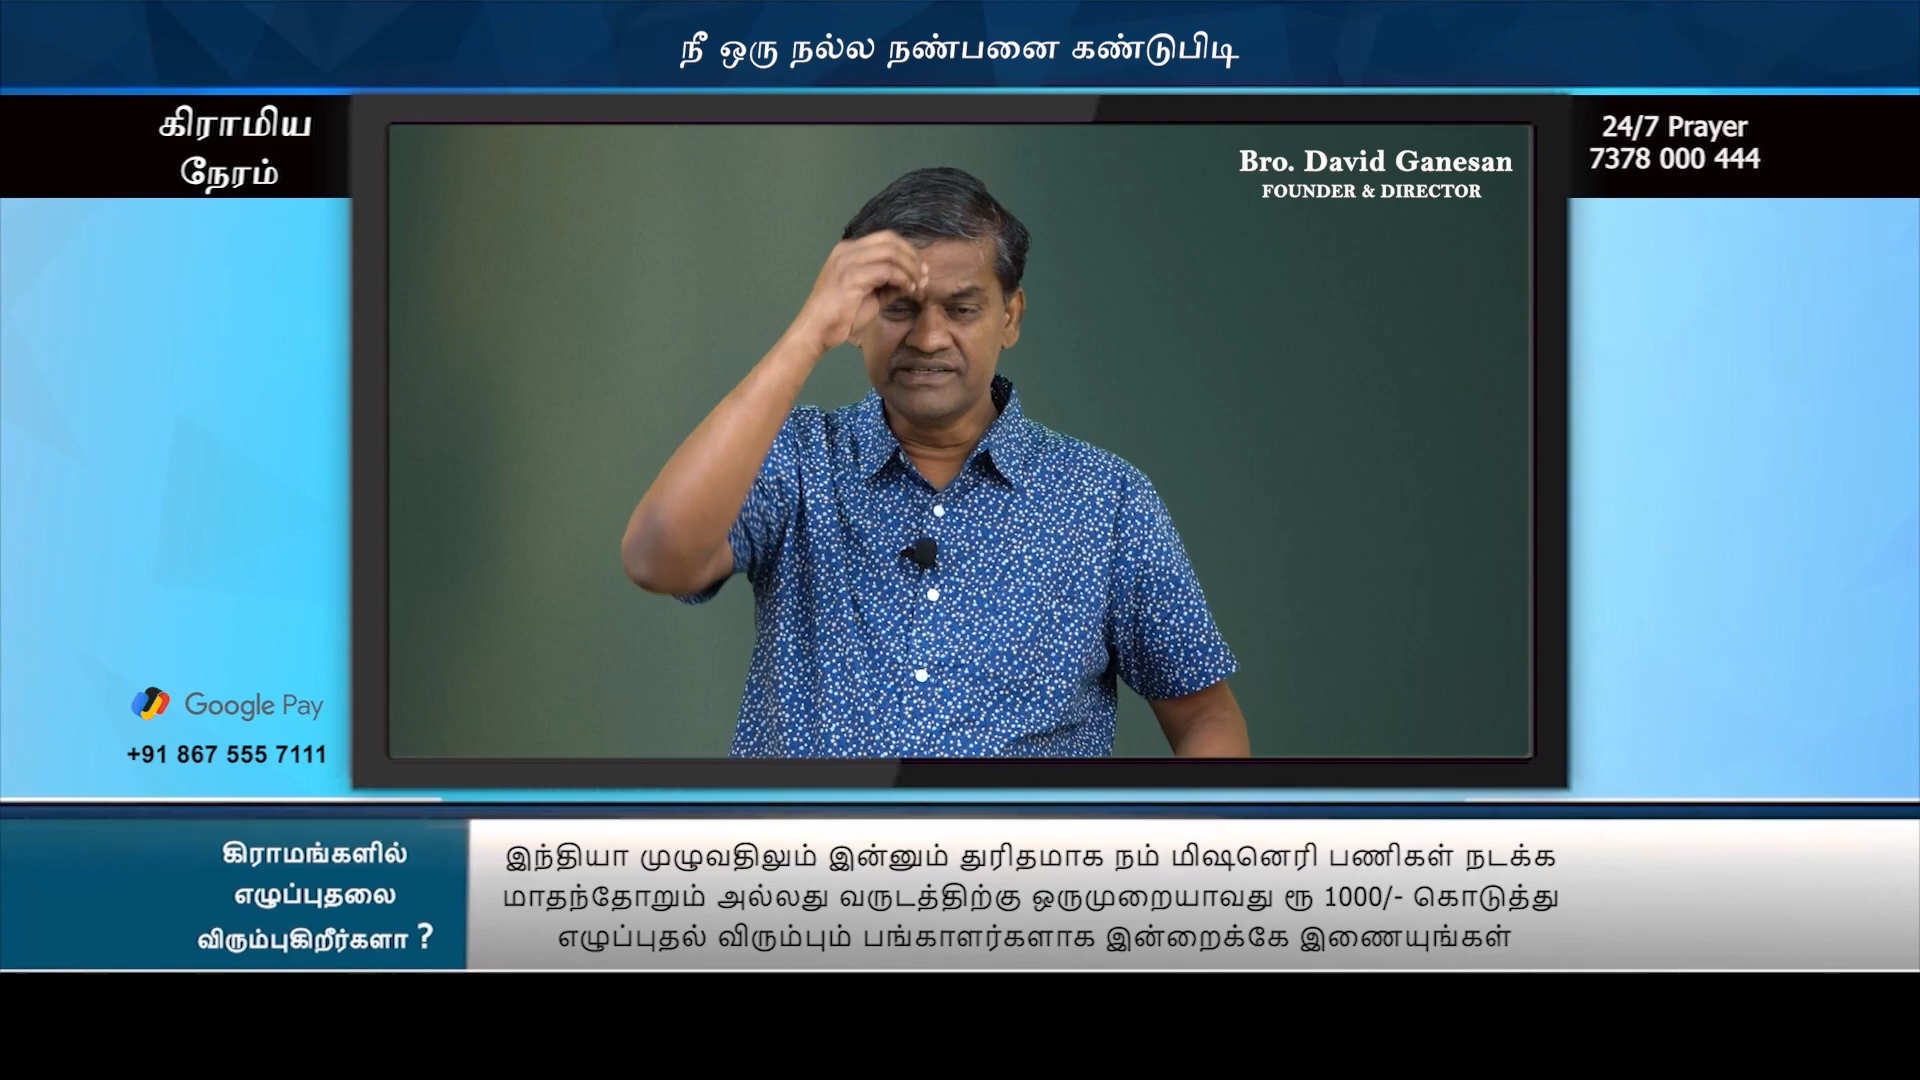 நீ ஒரு நல்ல நண்பனை கண்டுபிடி
கிராமிய
நேரம்
24/7 Prayer
7378 000 444
Bro. David Ganesan
FOUNDER & DIRECTOR
Google Pay
+91 867 555 7111
கிராமங்களில்
எழுப்புதலை
விரும்புகிறீர்களா ?
இந்தியா முழுவதிலும் இன்னும் துரிதமாக நம் மிஷனெரி பணிகள் நடக்க
மாதந்தோறும் அல்லது வருடத்திற்கு ஒருமுறையாவது ரூ 1000/- கொடுத்து
எழுப்புதல் விரும்பும் பங்காளர்களாக இன்றைக்கே இணையுங்கள்